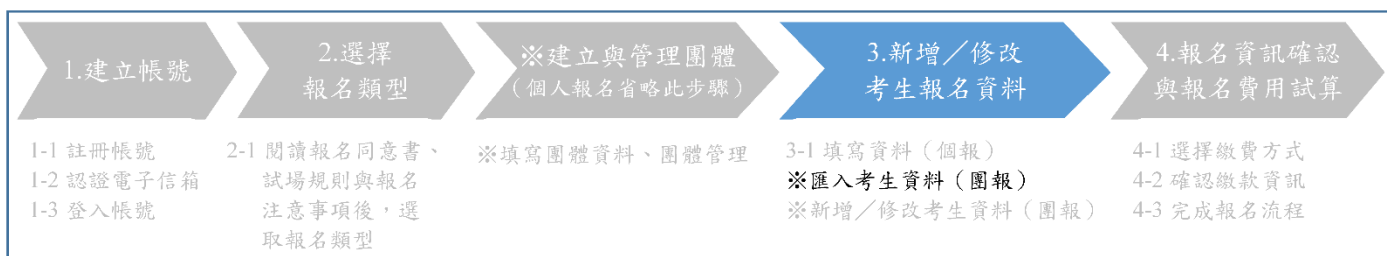 1.建立帳號
2.選擇
報名類型
※建立與管理團體
（個人報名省略此步驟）
3.新增／修改
考生報名資料
4.報名資訊確認
與報名費用試算
1-1 註冊帳號
1-2 認證電子信箱
1-3 登入帳號
2-1 閱讀報名同意書、
試場規則與報名
注意事項後，選
取報名類型
※填寫團體資料、團體管理
3-1 填寫資料（個報）
※匯入考生資料（團報）
※新增／修改考生資料（團報）
4-1 選擇繳費方式
4-2 確認繳款資訊
4-3 完成報名流程